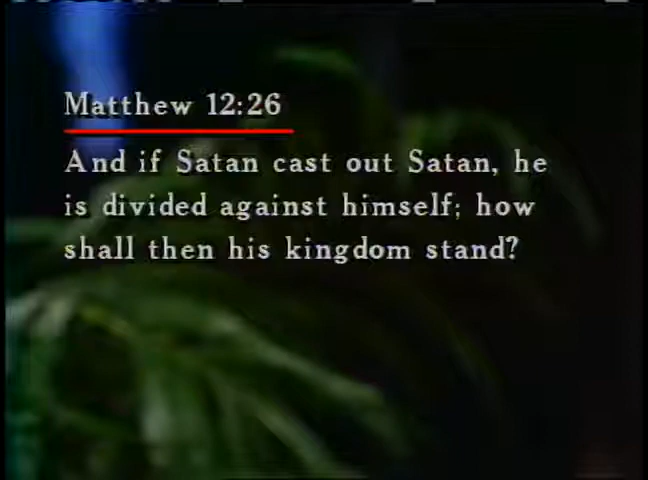 Matthew 12:26
And if Satan cast out Satan, he
is divided against himself; how
shall then his kingdom stand?